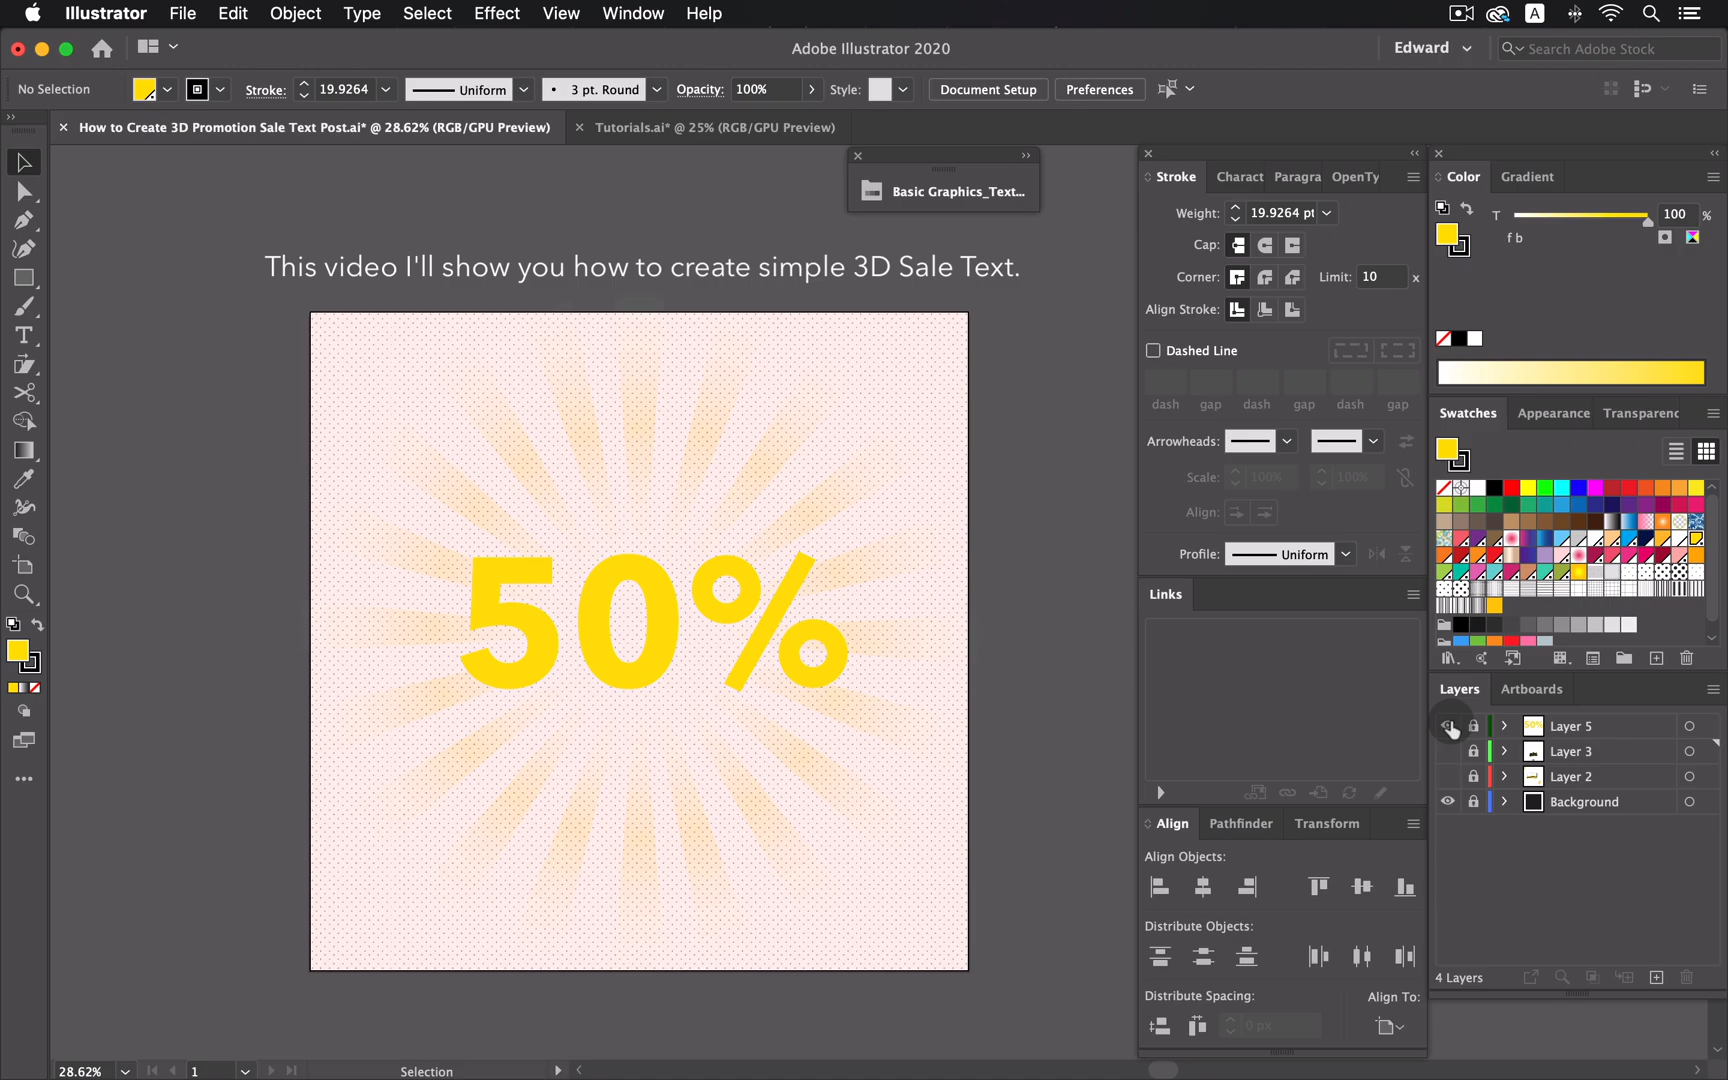 Illustrator File Edit Object Type Select Effect View Window Help A
Adobe Illustrator 2020 Edward Search Adobe Stock
No Selection Stroke: 19.9264 Uniform 3 pt. Round Opacity: 100% Style: Document Setup Preferences
How to Create 3D Promotion Sale Text Post.ai* @ 28.62% (RGB/GPU Preview) Tutorials.ai* @ 25% (RGB/GPU Preview)
Basic Graphics_Text...
This video I'll show you how to create simple 3D Sale Text.
50%
Stroke Charact Paragra OpenTy
Weight: 19.9264 pt
Cap:
Corner: Limit: 10 x
Align Stroke:
Dashed Line
dash gap dash gap dash gap
Arrowheads:
Scale: 100% 100%
Align:
Profile: Uniform
Links
Align Pathfinder Transform
Align Objects:
Distribute Objects:
Distribute Spacing: Align To:
0 px
Color Gradient
T 100 %
f b
Swatches Appearance Transparenc
Layers Artboards
50% Layer 5
Layer 3
Layer 2
Background
4 Layers
28.62% 1 Selection